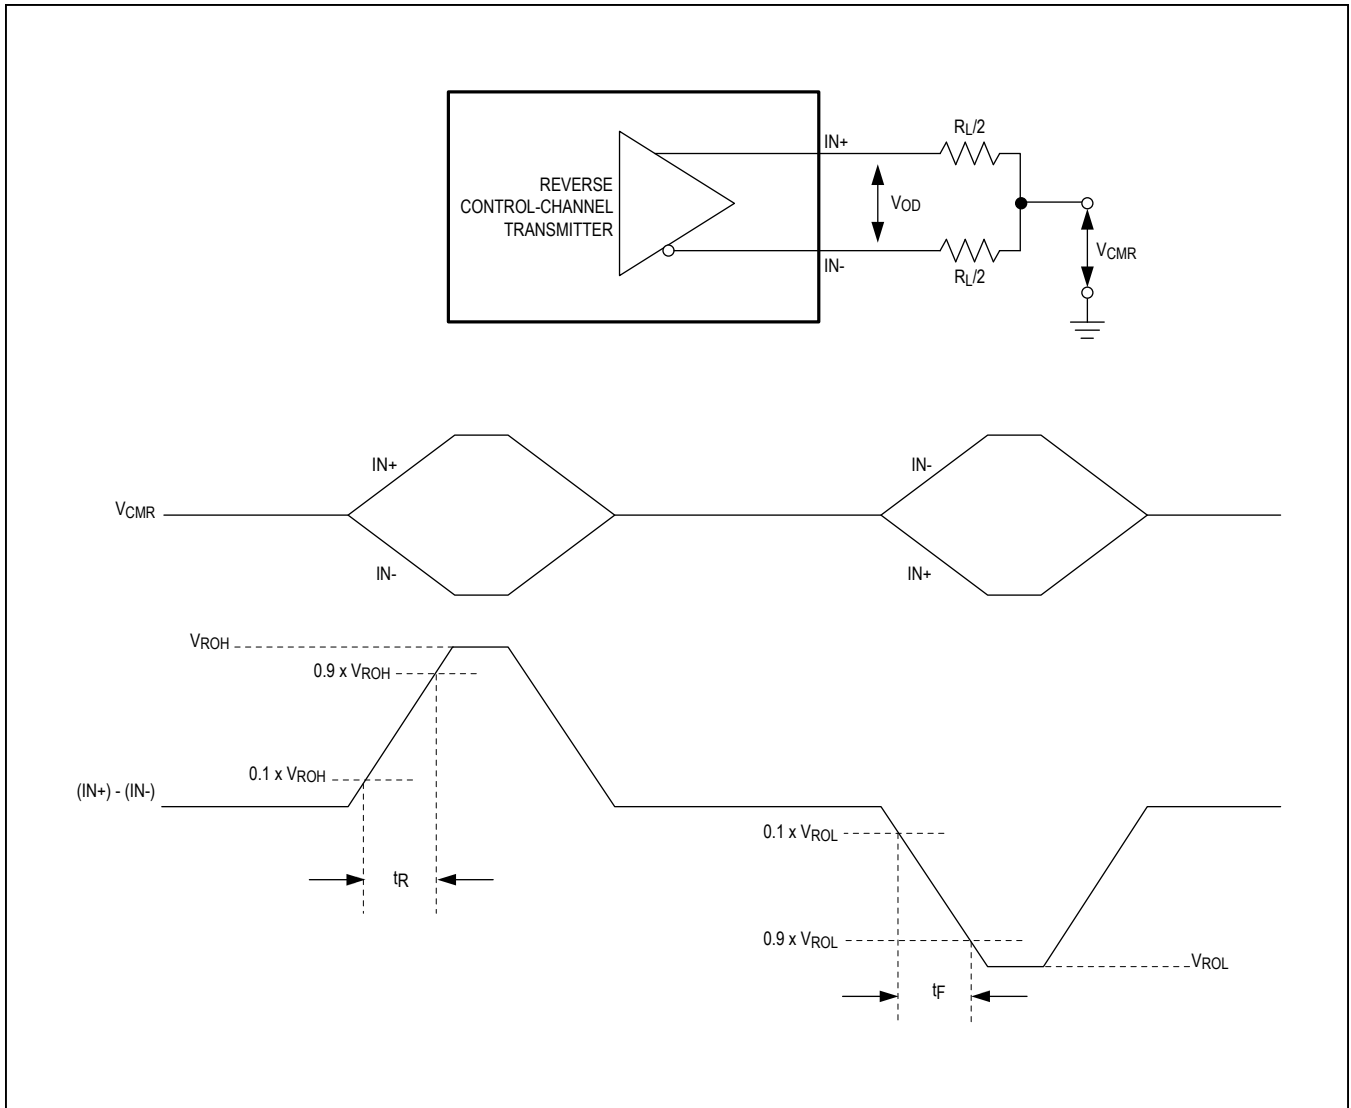 REVERSE
CONTROL-CHANNEL
TRANSMITTER
IN+
IN-
VOD
RL/2
RL/2
VCMR
VCMR
IN+
IN-
IN-
IN+
VROH
0.9 x VROH
0.1 x VROH
(IN+) - (IN-)
tR
0.1 x VROL
0.9 x VROL
VROL
tF